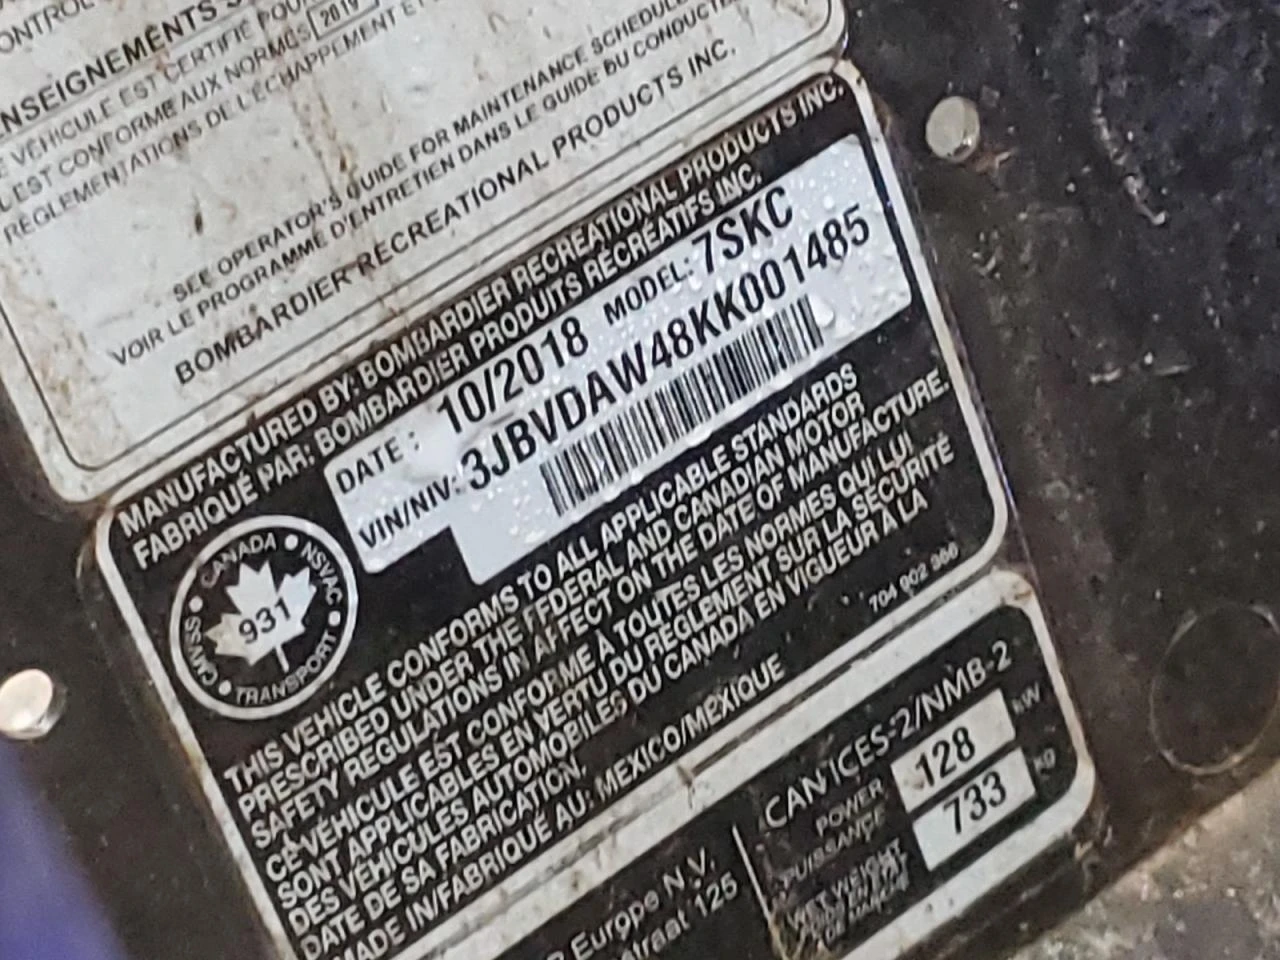 CONTRÔL
ENSEIGNEMENTS S
VÉHICULE EST CERTIFIÉ POU
IL EST CONFORME AUX NORMES 2019
RÉGLEMENTATIONS DE L'ÉCHAPPEMENT ET
SEE OPERATOR'S GUIDE FOR MAINTENANCE SCHEDULE
VOIR LE PROGRAMME D'ENTRETIEN DANS LE GUIDE DU CONDUCTE
BOMBARDIER RECREATIONAL PRODUCTS INC.
MANUFACTURED BY: BOMBARDIER RECREATIONAL PRODUCTS INC.
FABRIQUÉ PAR: BOMBARDIER PRODUITS RÉCRÉATIFS INC.
DATE: 10/2018 MODEL: 7SKC
VIN/NIV: 3JBVDAW48KK001485
CANADA • NSVAC • TRANSPORT • CMVSS •
931
THIS VEHICLE CONFORMS TO ALL APPLICABLE STANDARDS
PRESCRIBED UNDER THE FEDERAL AND CANADIAN MOTOR
SAFETY REGULATIONS IN AFFECT ON THE DATE OF MANUFACTURE.
CE VÉHICULE EST CONFORME À TOUTES LES NORMES QUI LUI
SONT APPLICABLES EN VERTU DU RÈGLEMENT SUR LA SÉCURITÉ
DES VÉHICULES AUTOMOBILES DU CANADA EN VIGUEUR À LA
DATE DE SA FABRICATION.
MADE IN/FABRIQUÉ AU: MEXICO/MEXIQUE
704 902 366
CAN ICES-2/NMB-2
POWER
PUISSANCE
128 kW
WET WEIGHT
733 kg
Europe N.V.
traat 125